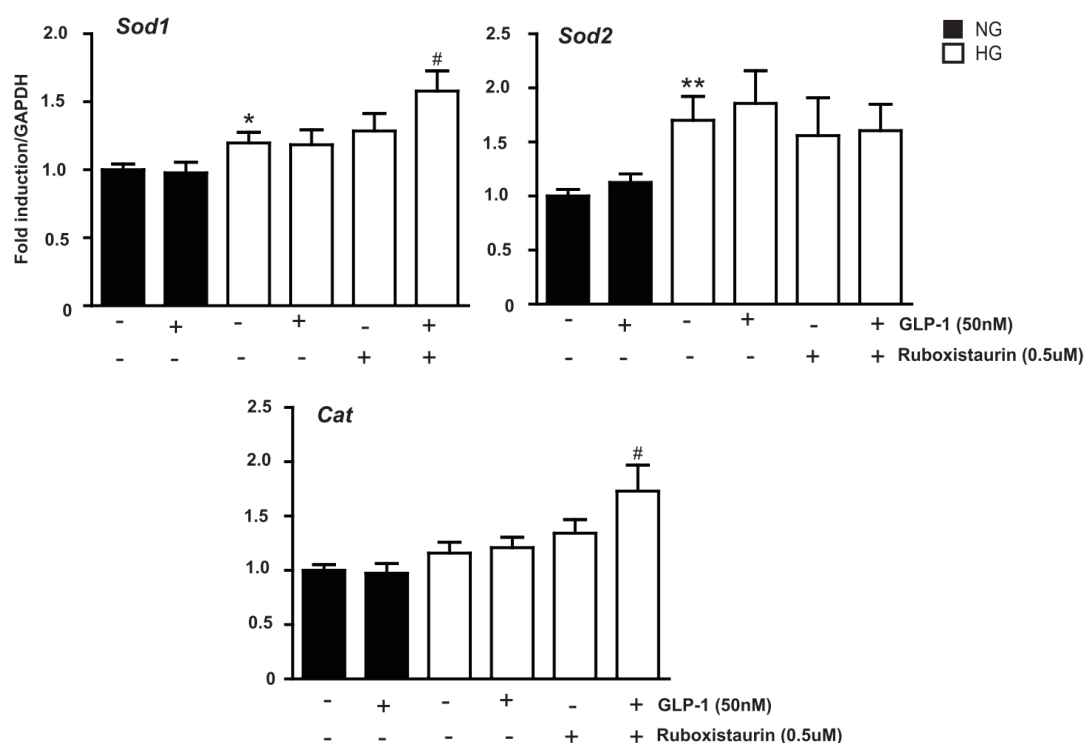 Sod1
Fold induction/GAPDH
2.0
1.5
1.0
0.5
0
*
#
- + - + - +
- - - - + +
Sod2
2.5
2.0
1.5
1.0
0.5
0
**
- + - + - + GLP-1 (50nM)
- - - - + + Ruboxistaurin (0.5uM)
NG
HG
Cat
2.5
2.0
1.5
1.0
0.5
0
#
- + - + - + GLP-1 (50nM)
- - - - + + Ruboxistaurin (0.5uM)